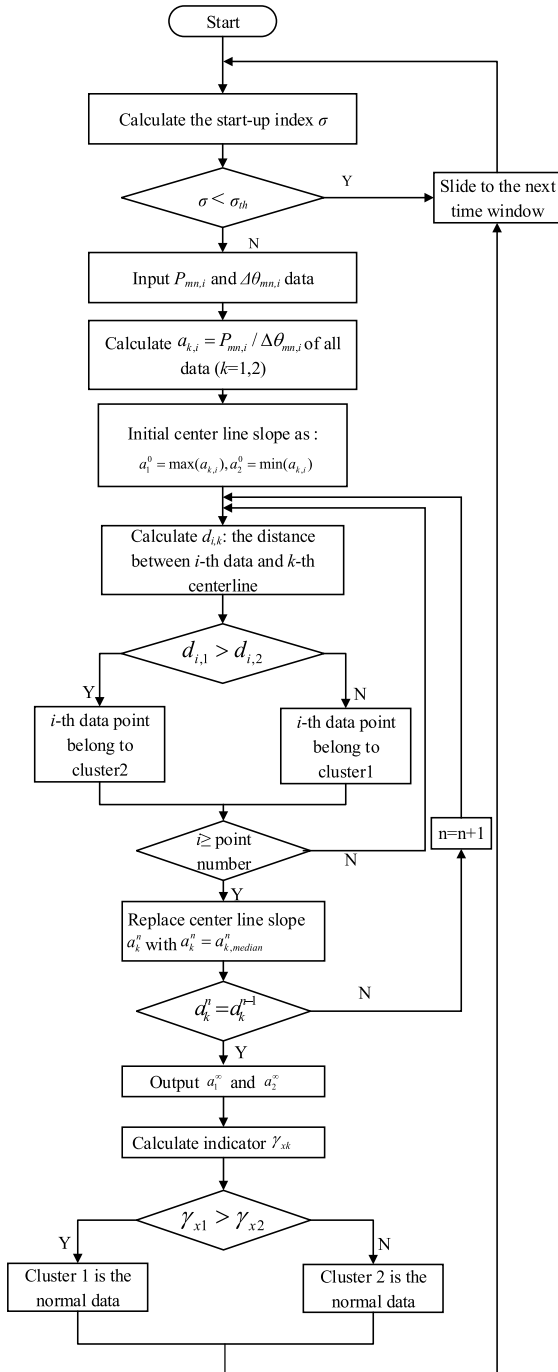 Start
Calculate the start-up index σ
σ < σth
Y
Slide to the next
time window
N
Input Pmn,i and Δθmn,i data
Calculate ak,i = Pmn,i / Δθmn,i of all
data (k=1,2)
Initial center line slope as :
a₁⁰ = max(ak,i), a₂⁰ = min(ak,i)
Calculate di,k: the distance
between i-th data and k-th
centerline
di,1 > di,2
Y
N
i-th data point
belong to
cluster2
i-th data point
belong to
cluster1
n=n+1
i≥ point
number
N
Y
Replace center line slope
aₖⁿ with aₖⁿ = aⁿk,median
aₖⁿ = aₖⁿ⁻¹
N
Y
Output a₁^∞ and a₂^∞
Calculate indicator γxk
γx1 > γx2
Y
N
Cluster 1 is the
normal data
Cluster 2 is the
normal data